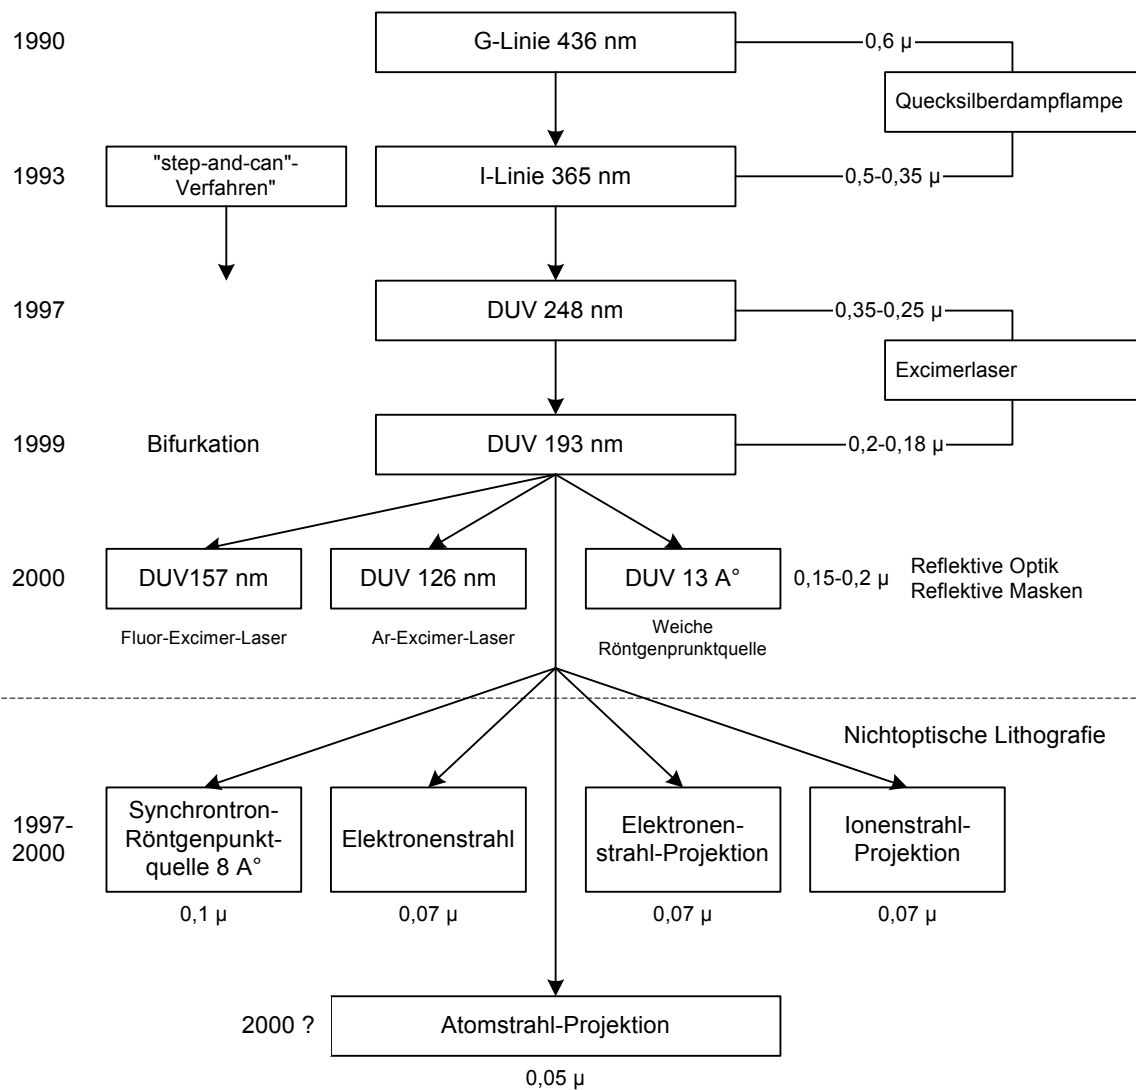 1990
G-Linie 436 nm
0,6 µ
Quecksilberdampflampe
1993
"step-and-can"-
Verfahren"
I-Linie 365 nm
0,5-0,35 µ
1997
DUV 248 nm
0,35-0,25 µ
Excimerlaser
1999
Bifurkation
DUV 193 nm
0,2-0,18 µ
2000
DUV157 nm
DUV 126 nm
DUV 13 A°
0,15-0,2 µ
Reflektive Optik
Reflektive Masken
Fluor-Excimer-Laser
Ar-Excimer-Laser
Weiche
Röntgenprunktquelle
Nichtoptische Lithografie
1997-
2000
Synchrontron-
Röntgenpunkt-
quelle 8 A°
Elektronenstrahl
Elektronen-
strahl-Projektion
Ionenstrahl-
Projektion
0,1 µ
0,07 µ
0,07 µ
0,07 µ
2000 ?
Atomstrahl-Projektion
0,05 µ